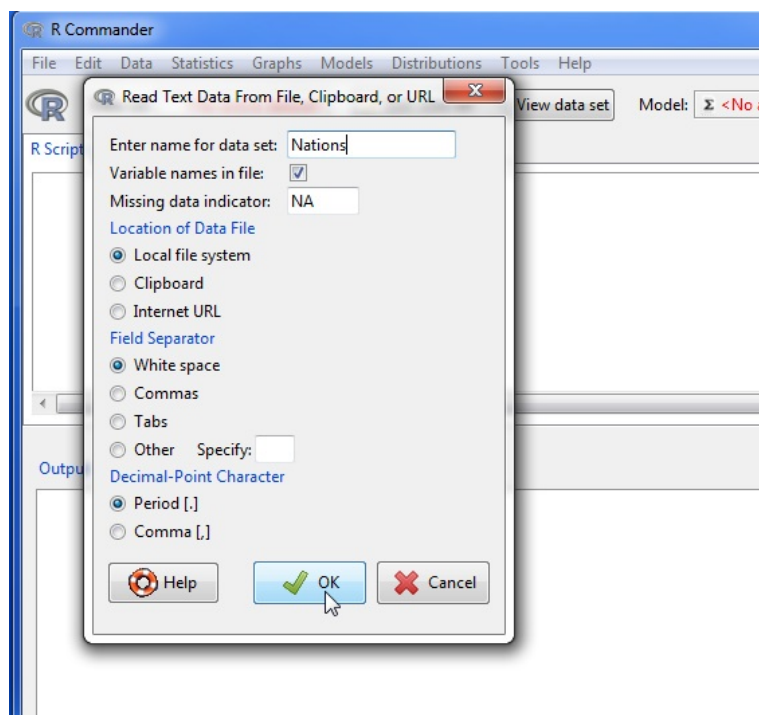 R Commander
File Edit Data Statistics Graphs Models Distributions Tools Help
Read Text Data From File, Clipboard, or URL
View data set Model: Σ <No a
R Script
Enter name for data set: Nations
Variable names in file:
Missing data indicator: NA
Location of Data File
Local file system
Clipboard
Internet URL
Field Separator
White space
Commas
Tabs
Other Specify:
Outpu
Decimal-Point Character
Period [.]
Comma [,]
Help OK Cancel